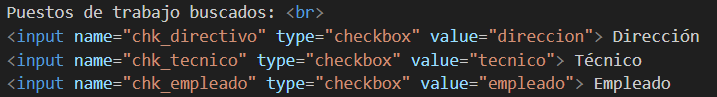 Puestos de trabajo buscados: <br>
<input name="chk_directivo" type="checkbox" value="direccion"> Dirección
<input name="chk_tecnico" type="checkbox" value="tecnico"> Técnico
<input name="chk_empleado" type="checkbox" value="empleado"> Empleado